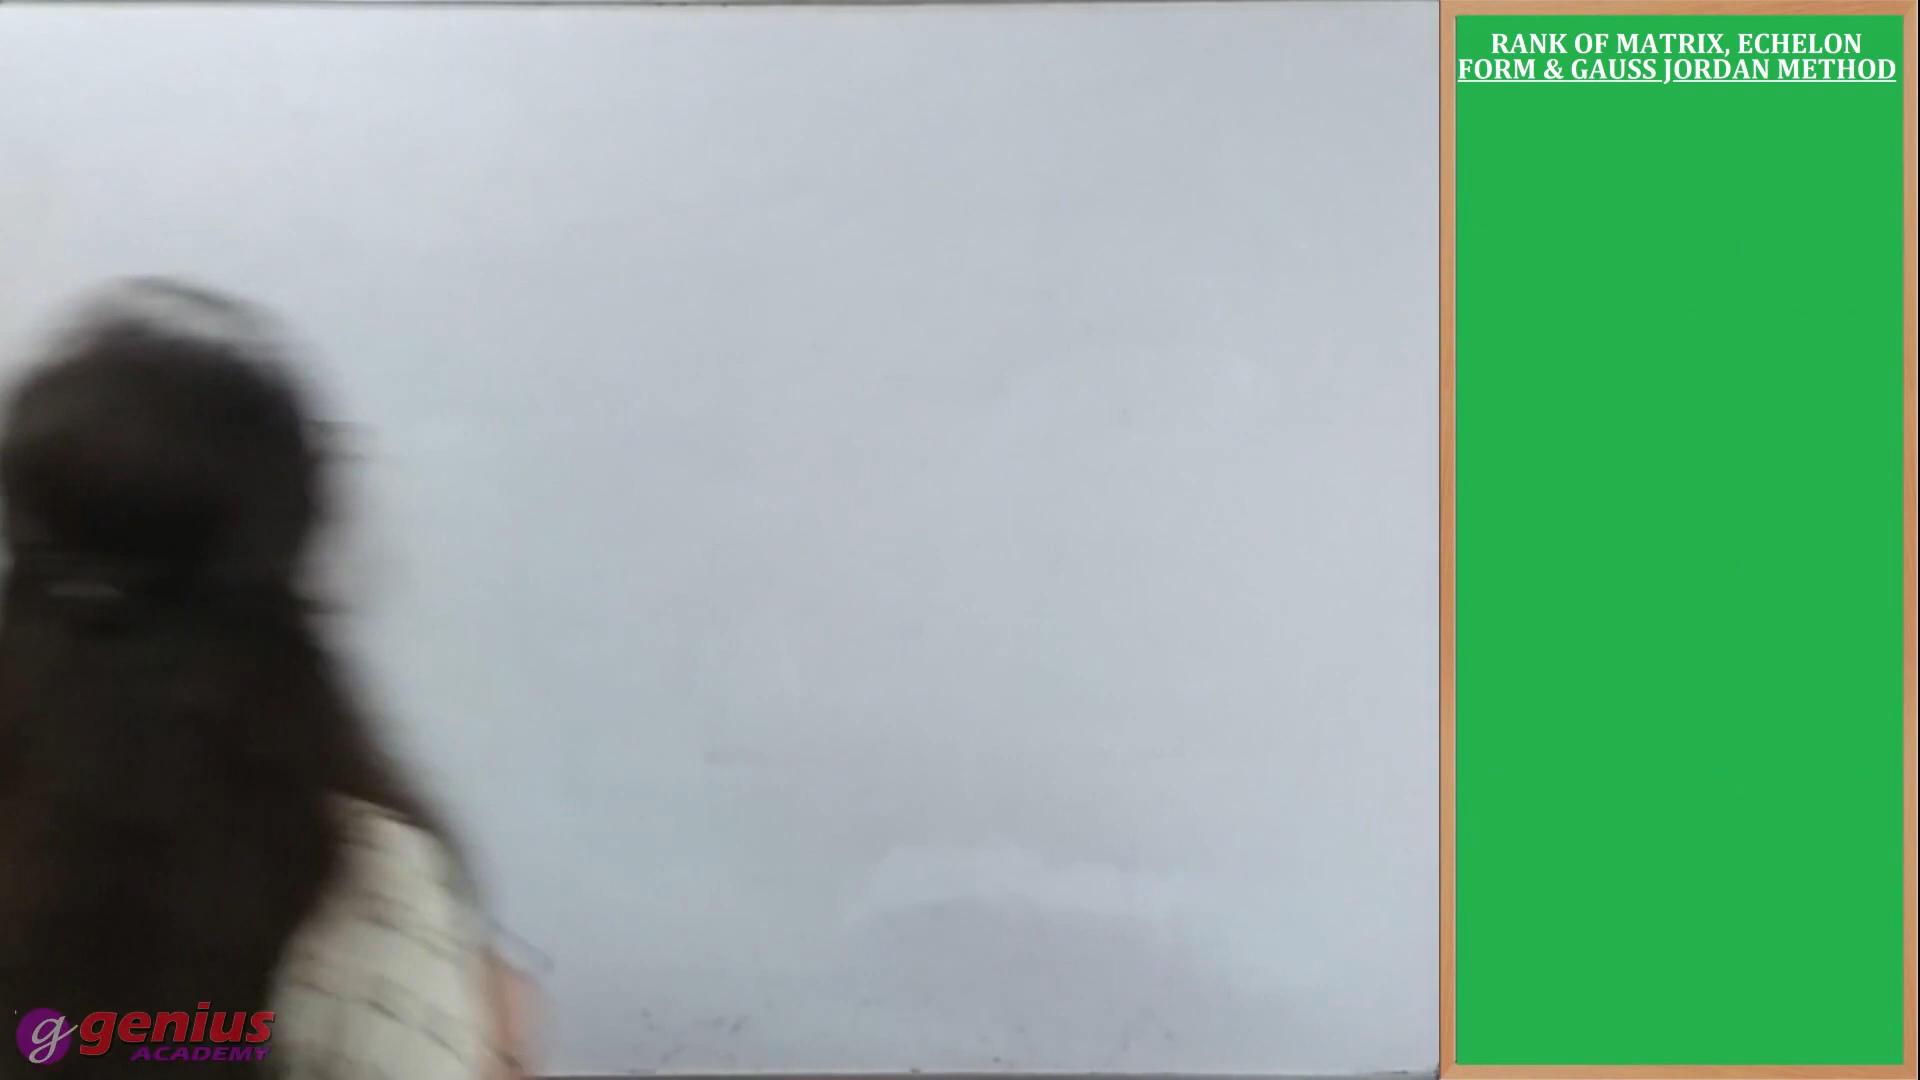 RANK OF MATRIX, ECHELON
FORM & GAUSS JORDAN METHOD
g genius
ACADEMY